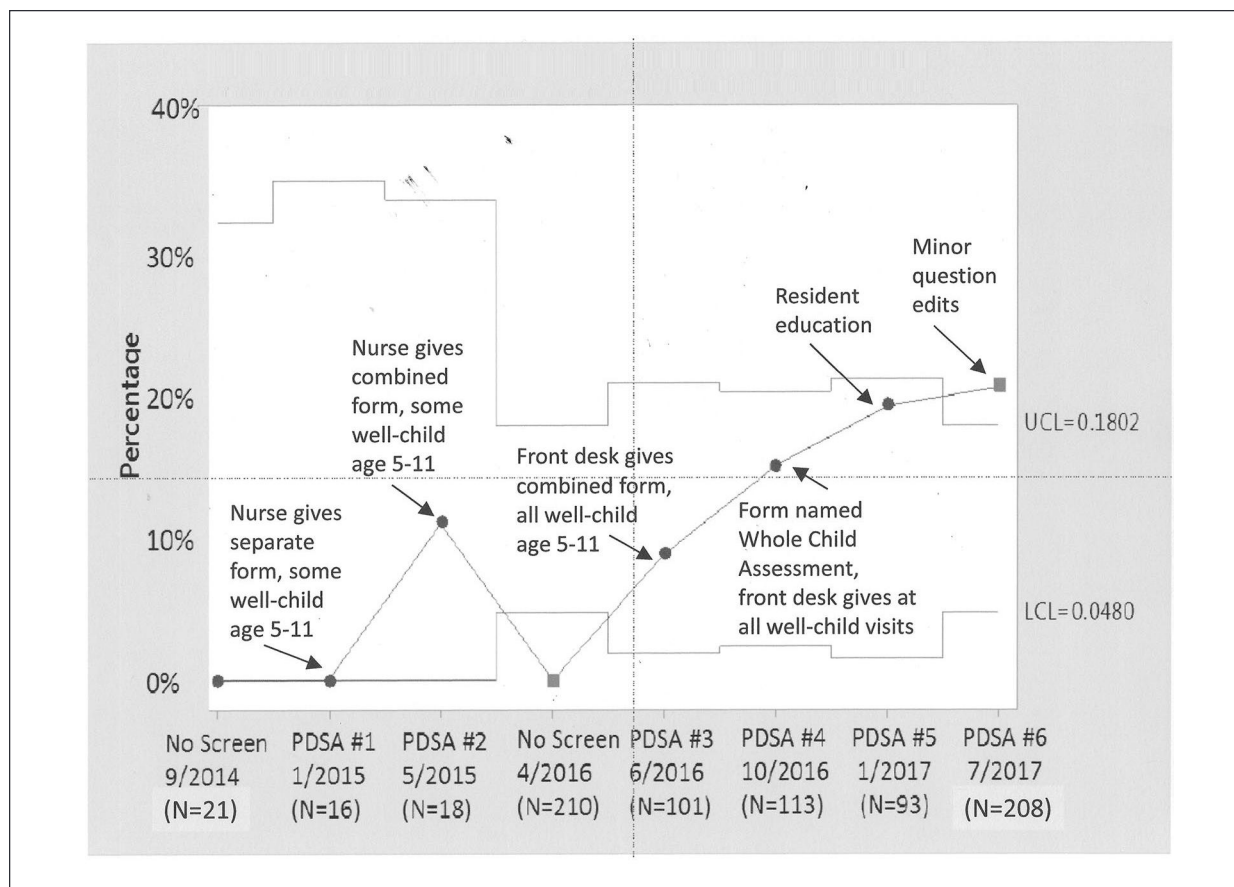 40%
30%
20%
10%
0%
Percentage
Nurse gives
separate
form, some
well-child
age 5-11
Nurse gives
combined
form, some
well-child
age 5-11
Front desk gives
combined form,
all well-child
age 5-11
Form named
Whole Child
Assessment,
front desk gives at
all well-child visits
Resident
education
Minor
question
edits
UCL=0.1802
LCL=0.0480
No Screen
9/2014
(N=21)
PDSA #1
1/2015
(N=16)
PDSA #2
5/2015
(N=18)
No Screen
4/2016
(N=210)
PDSA #3
6/2016
(N=101)
PDSA #4
10/2016
(N=113)
PDSA #5
1/2017
(N=93)
PDSA #6
7/2017
(N=208)